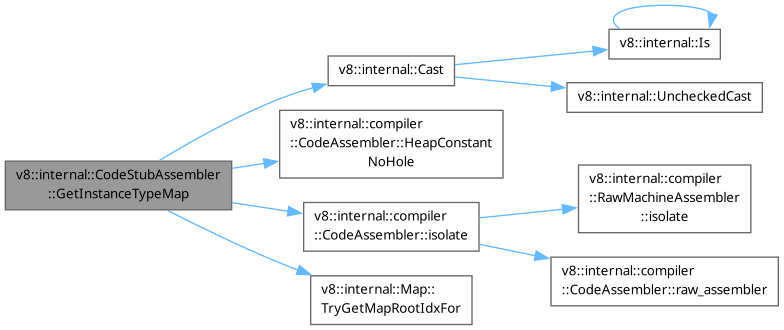 v8::internal::CodeStubAssembler
::GetInstanceTypeMap
v8::internal::Cast
v8::internal::Is
v8::internal::UncheckedCast
v8::internal::compiler
::CodeAssembler::HeapConstant
NoHole
v8::internal::compiler
::CodeAssembler::isolate
v8::internal::compiler
::RawMachineAssembler
::isolate
v8::internal::compiler
::CodeAssembler::raw_assembler
v8::internal::Map::
TryGetMapRootIdxFor